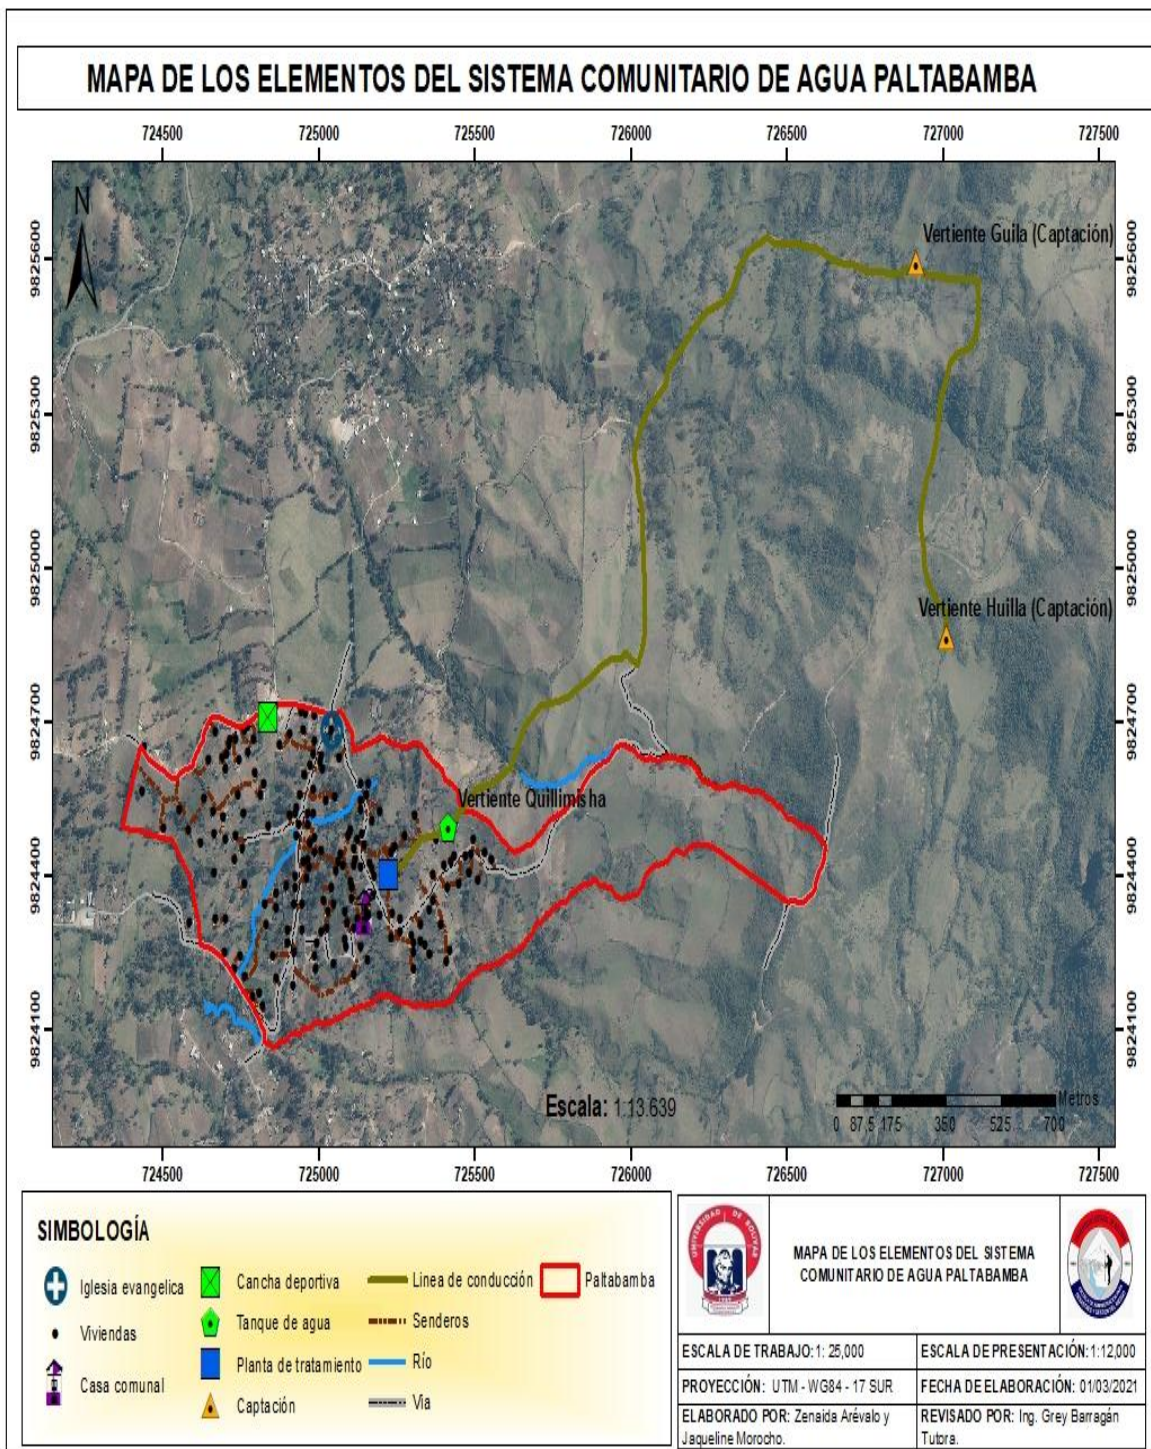 MAPA DE LOS ELEMENTOS DEL SISTEMA COMUNITARIO DE AGUA PALTABAMBA
724500 725000 725500 726000 726500 727000 727500
N
9825600 9825300 9825000 9824700 9824400 9824100
Vertiente Guila (Captación)
Vertiente Huilla (Captación)
Vertiente Quillimisha
9825600 9825300 9825000 9824700 9824400 9824100
Escala: 1:13.639
Metros
0 87,5 175 350 525 700
724500 725000 725500 726000 726500 727000 727500
SIMBOLOGÍA
Iglesia evangelica
Viviendas
Casa comunal
Cancha deportiva
Tanque de agua
Planta de tratamiento
Captación
Linea de conducción
Senderos
Río
Via
Paltabamba
UNIVERSIDAD DE BOLIVAR
MAPA DE LOS ELEMENTOS DEL SISTEMA
COMUNITARIO DE AGUA PALTABAMBA
ESCALA DE TRABAJO: 1: 25,000
ESCALA DE PRESENTACIÓN: 1:12,000
PROYECCIÓN: UTM - WG84 - 17 SUR
FECHA DE ELABORACIÓN: 01/03/2021
ELABORADO POR: Zenaida Arévalo y
Jaqueline Morocho.
REVISADO POR: Ing. Grey Barragán
Tutora.